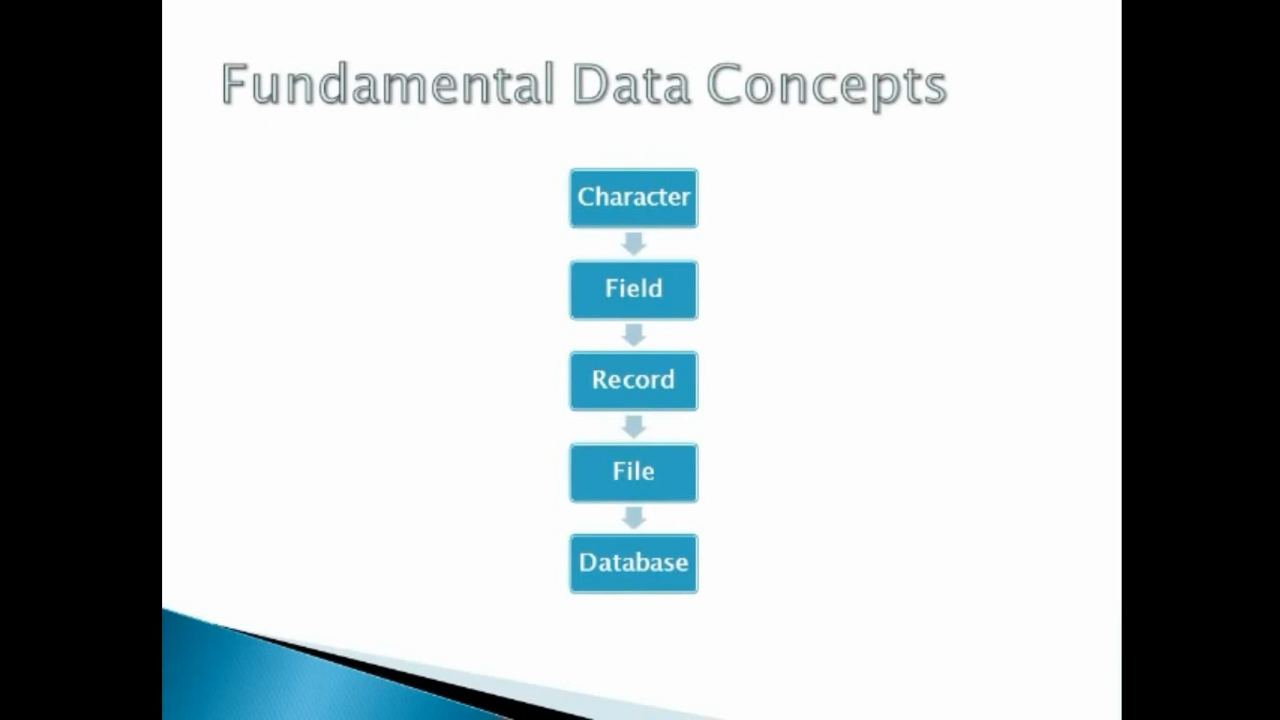 Fundamental Data Concepts
Character
Field
Record
File
Database